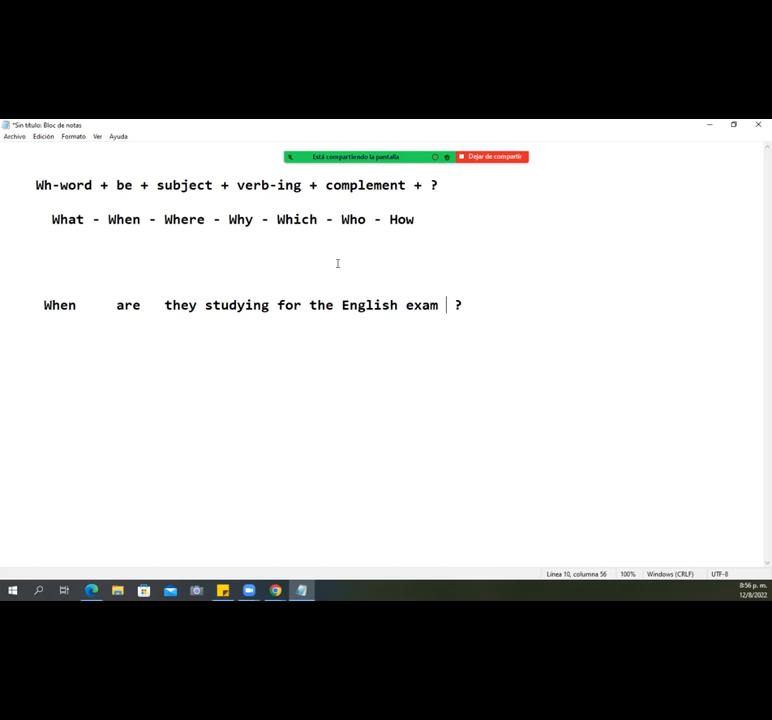 *Sin título: Bloc de notas
Archivo Edición Formato Ver Ayuda
Está compartiendo la pantalla Dejar de compartir
Wh-word + be + subject + verb-ing + complement + ?
What - When - Where - Why - Which - Who - How
When are they studying for the English exam ?
Línea 10, columna 56 100% Windows (CRLF) UTF-8
8:56 p. m.
12/8/2022